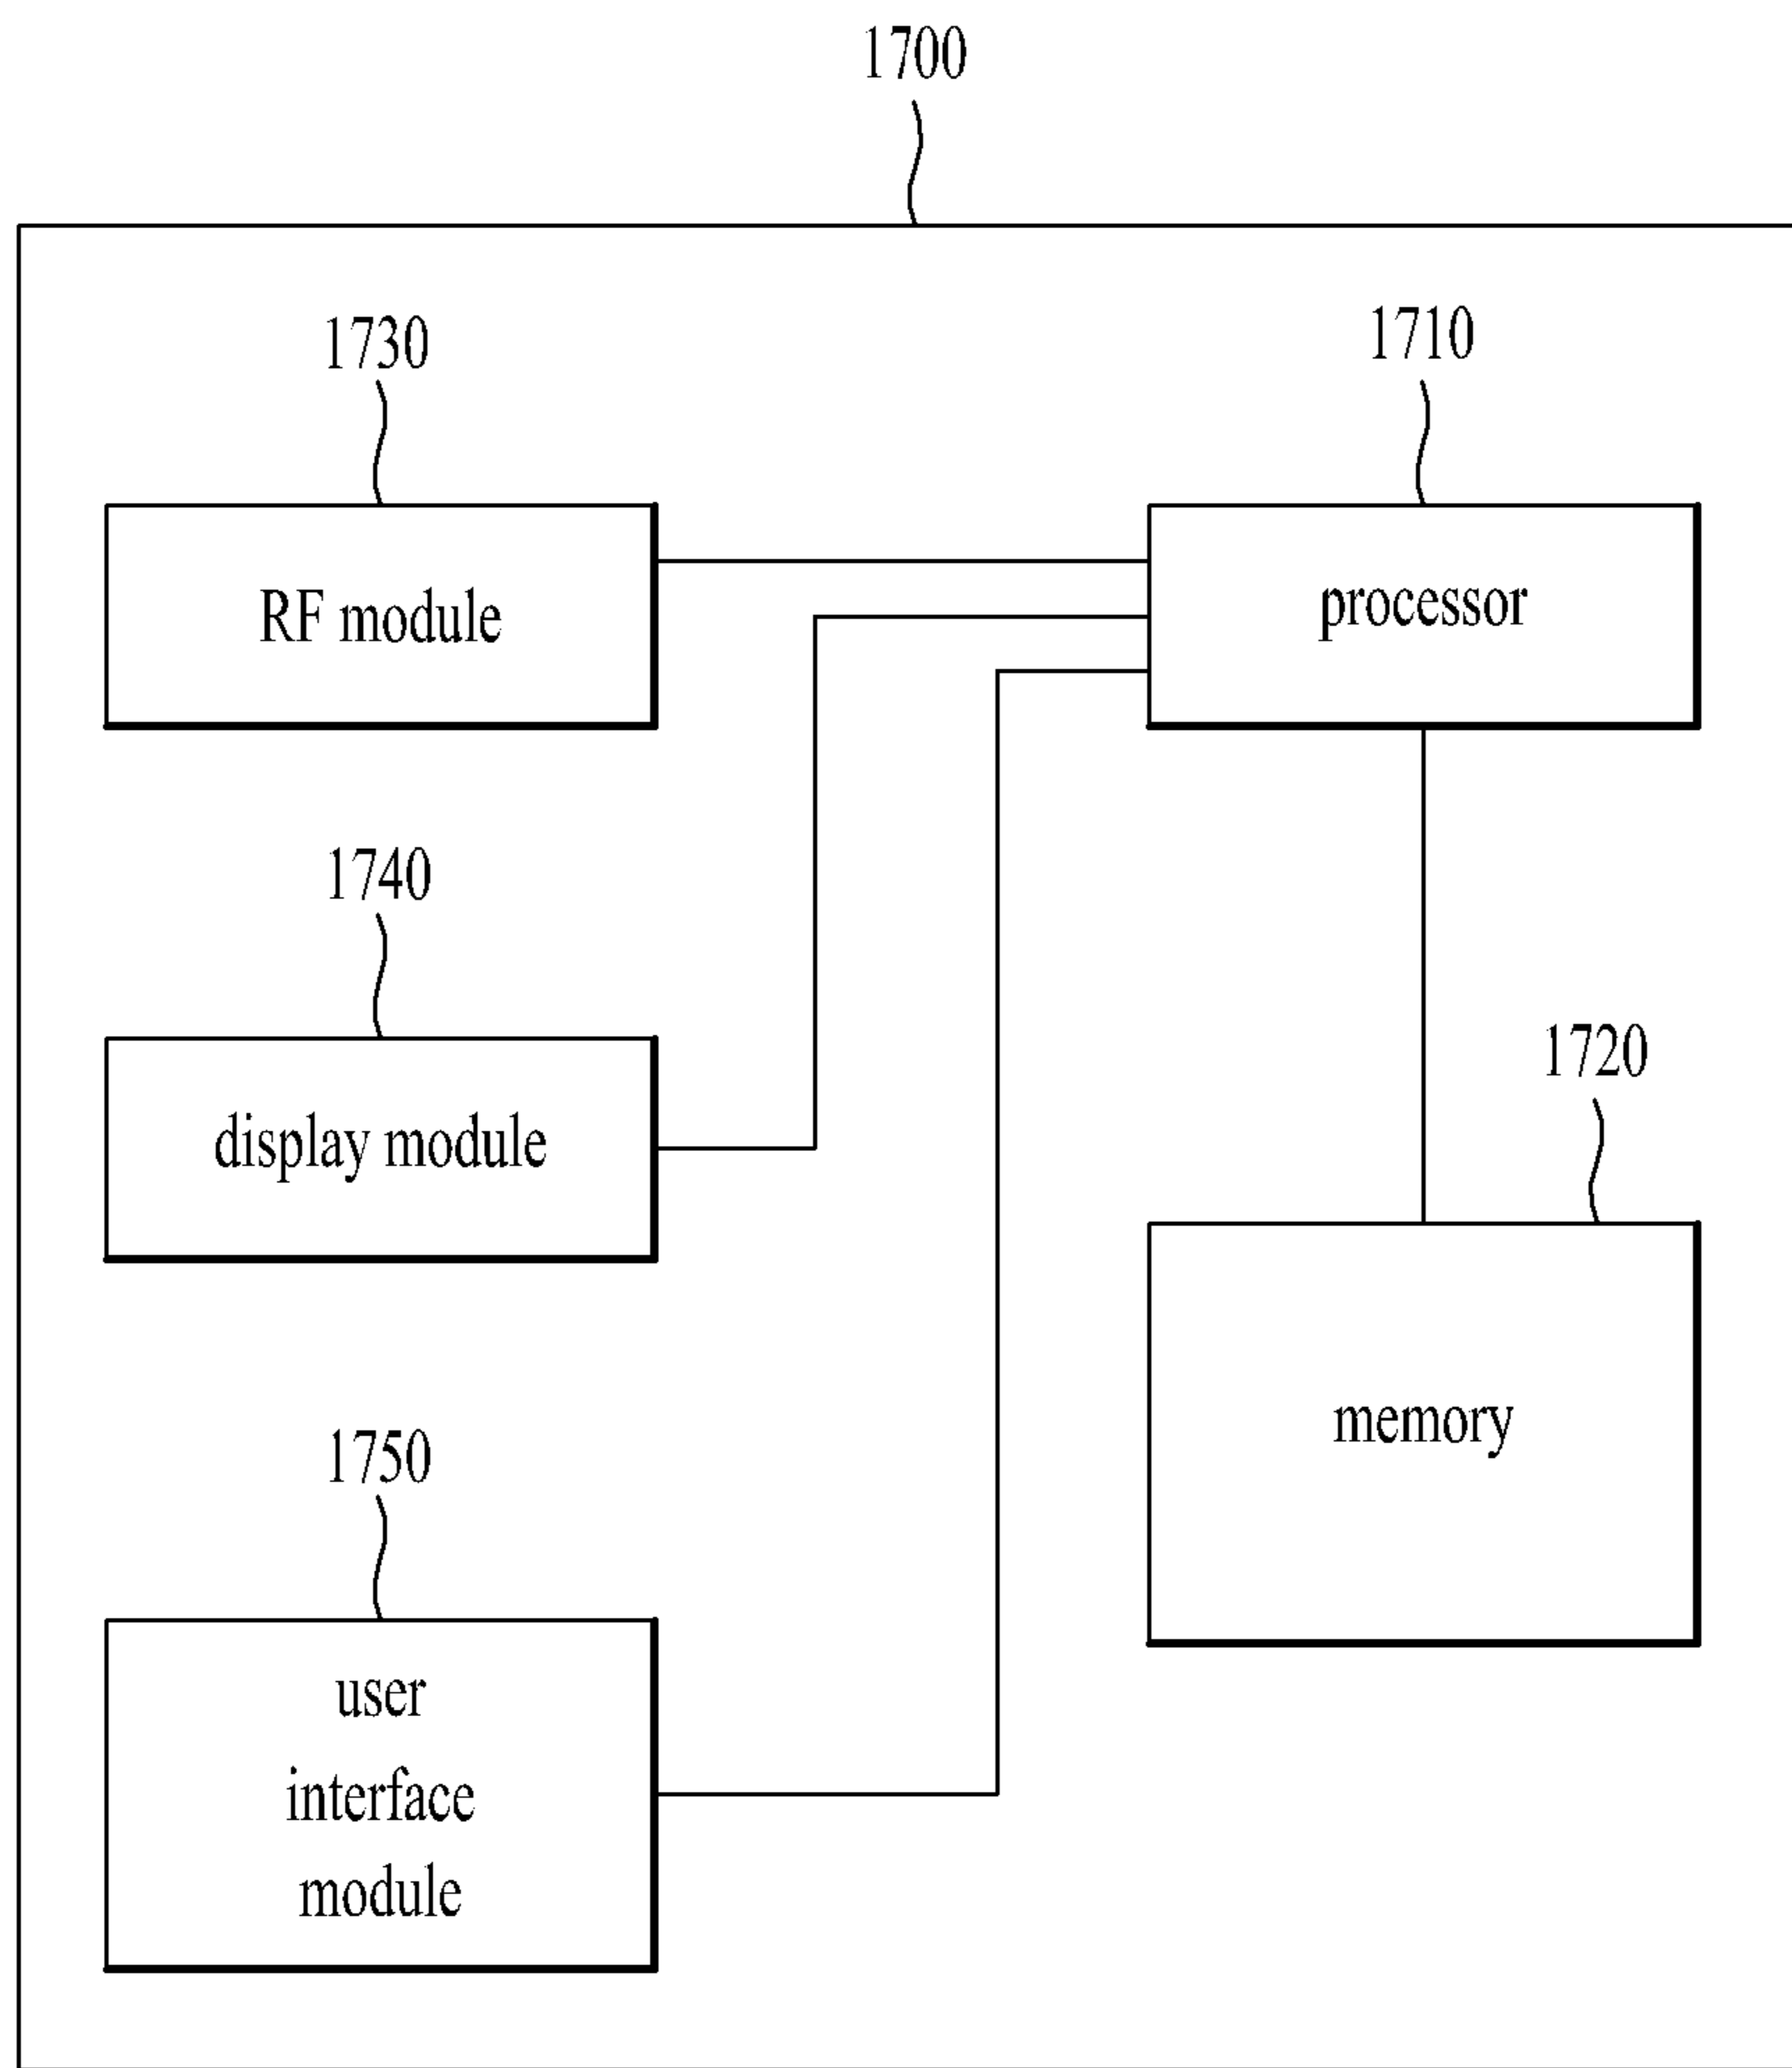 1700
1730
1710
RF module
processor
1740
display module
1720
memory
1750
user
interface
module